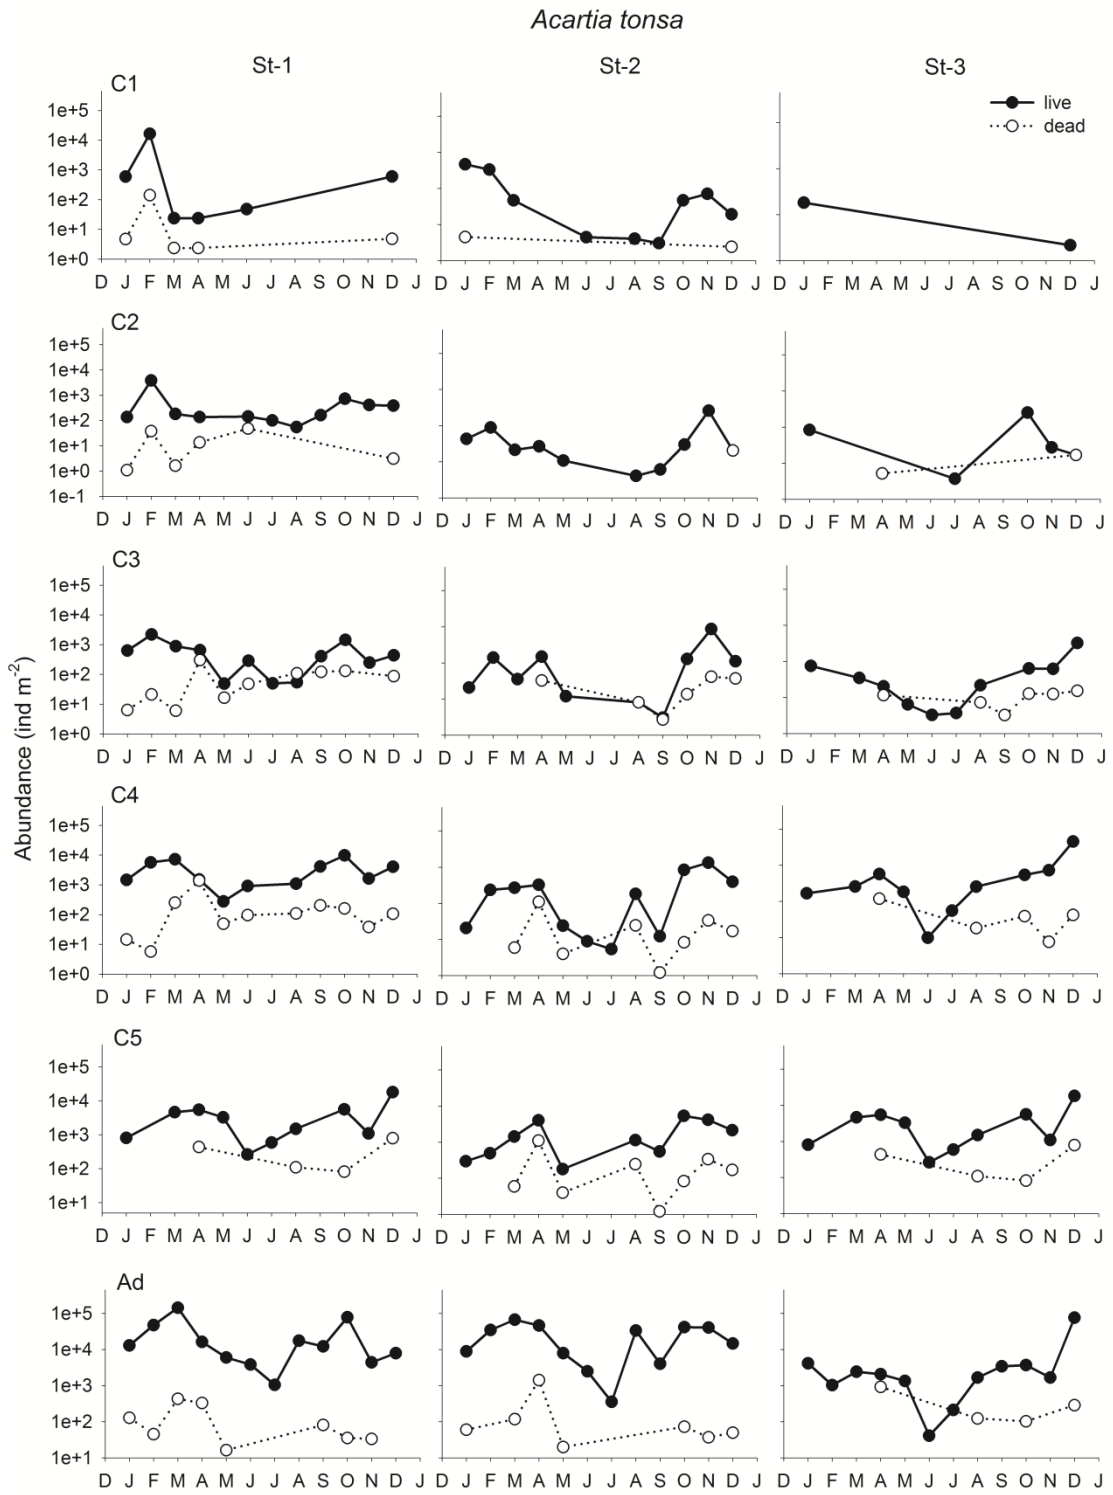 Acartia tonsa
St-1 St-2 St-3
C1
live
dead
1e+5
1e+4
1e+3
1e+2
1e+1
1e+0
D J F M A M J J A S O N D J D J F M A M J J A S O N D J D J F M A M J J A S O N D J
C2
1e+5
1e+4
1e+3
1e+2
1e+1
1e+0
1e-1
D J F M A M J J A S O N D J D J F M A M J J A S O N D J D J F M A M J J A S O N D J
C3
1e+5
1e+4
1e+3
1e+2
1e+1
1e+0
D J F M A M J J A S O N D J D J F M A M J J A S O N D J D J F M A M J J A S O N D J
Abundance (ind m-2)
C4
1e+5
1e+4
1e+3
1e+2
1e+1
1e+0
D J F M A M J J A S O N D J D J F M A M J J A S O N D J D J F M A M J J A S O N D J
C5
1e+5
1e+4
1e+3
1e+2
1e+1
D J F M A M J J A S O N D J D J F M A M J J A S O N D J D J F M A M J J A S O N D J
Ad
1e+5
1e+4
1e+3
1e+2
1e+1
D J F M A M J J A S O N D J D J F M A M J J A S O N D J D J F M A M J J A S O N D J